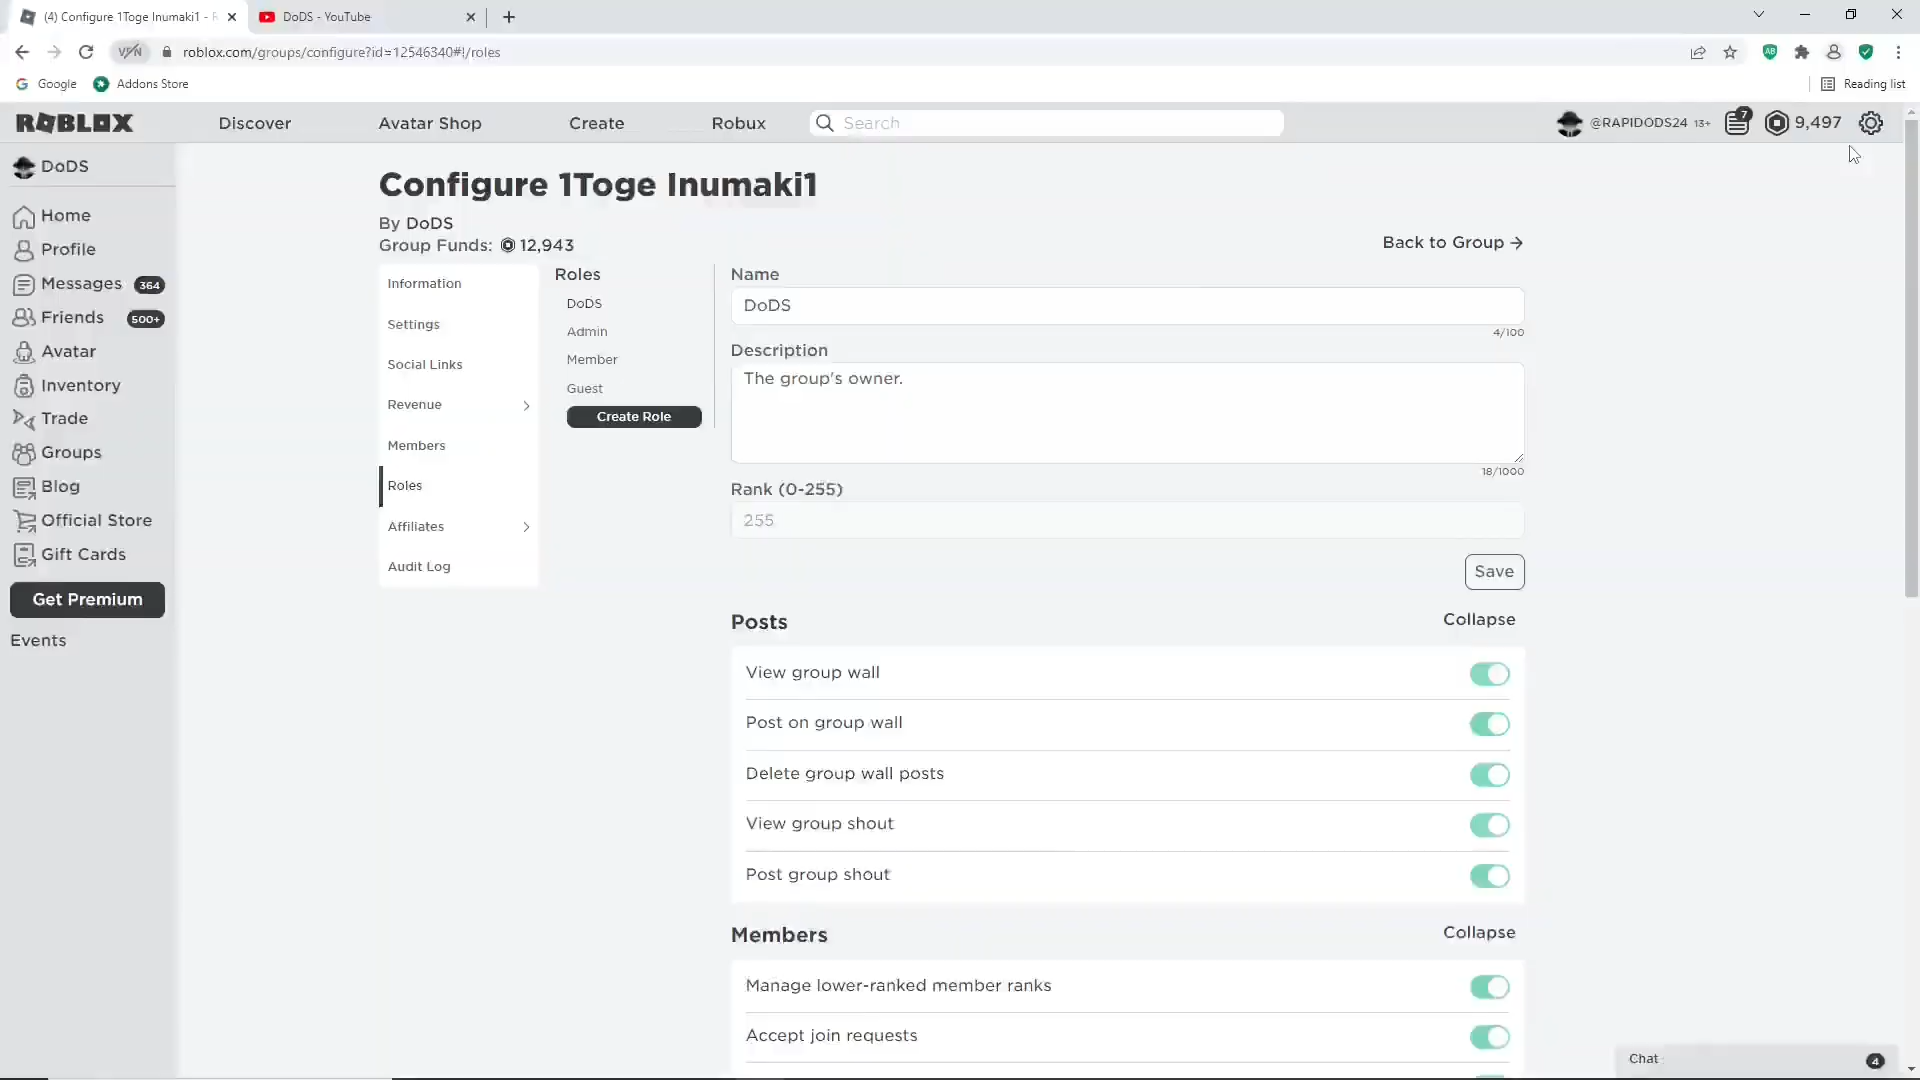 (4) Configure 1Toge Inumaki1 - R
DoDS - YouTube
VPN
roblox.com/groups/configure?id=12546340#!/roles
Google
Addons Store
Reading list
ROBLOX
Discover
Avatar Shop
Create
Robux
Search
@RAPIDODS24 13+
7
9,497
DoDS
Home
Profile
Messages 364
Friends 500+
Avatar
Inventory
Trade
Groups
Blog
Official Store
Gift Cards
Get Premium
Events
Configure 1Toge Inumaki1
By DoDS
Group Funds: 12,943
Back to Group →
Information
Settings
Social Links
Revenue
Members
Roles
Affiliates
Audit Log
Roles
DoDS
Admin
Member
Guest
Create Role
Name
DoDS
4/100
Description
The group's owner.
18/1000
Rank (0-255)
255
Save
Posts
Collapse
View group wall
Post on group wall
Delete group wall posts
View group shout
Post group shout
Members
Collapse
Manage lower-ranked member ranks
Accept join requests
Chat
4